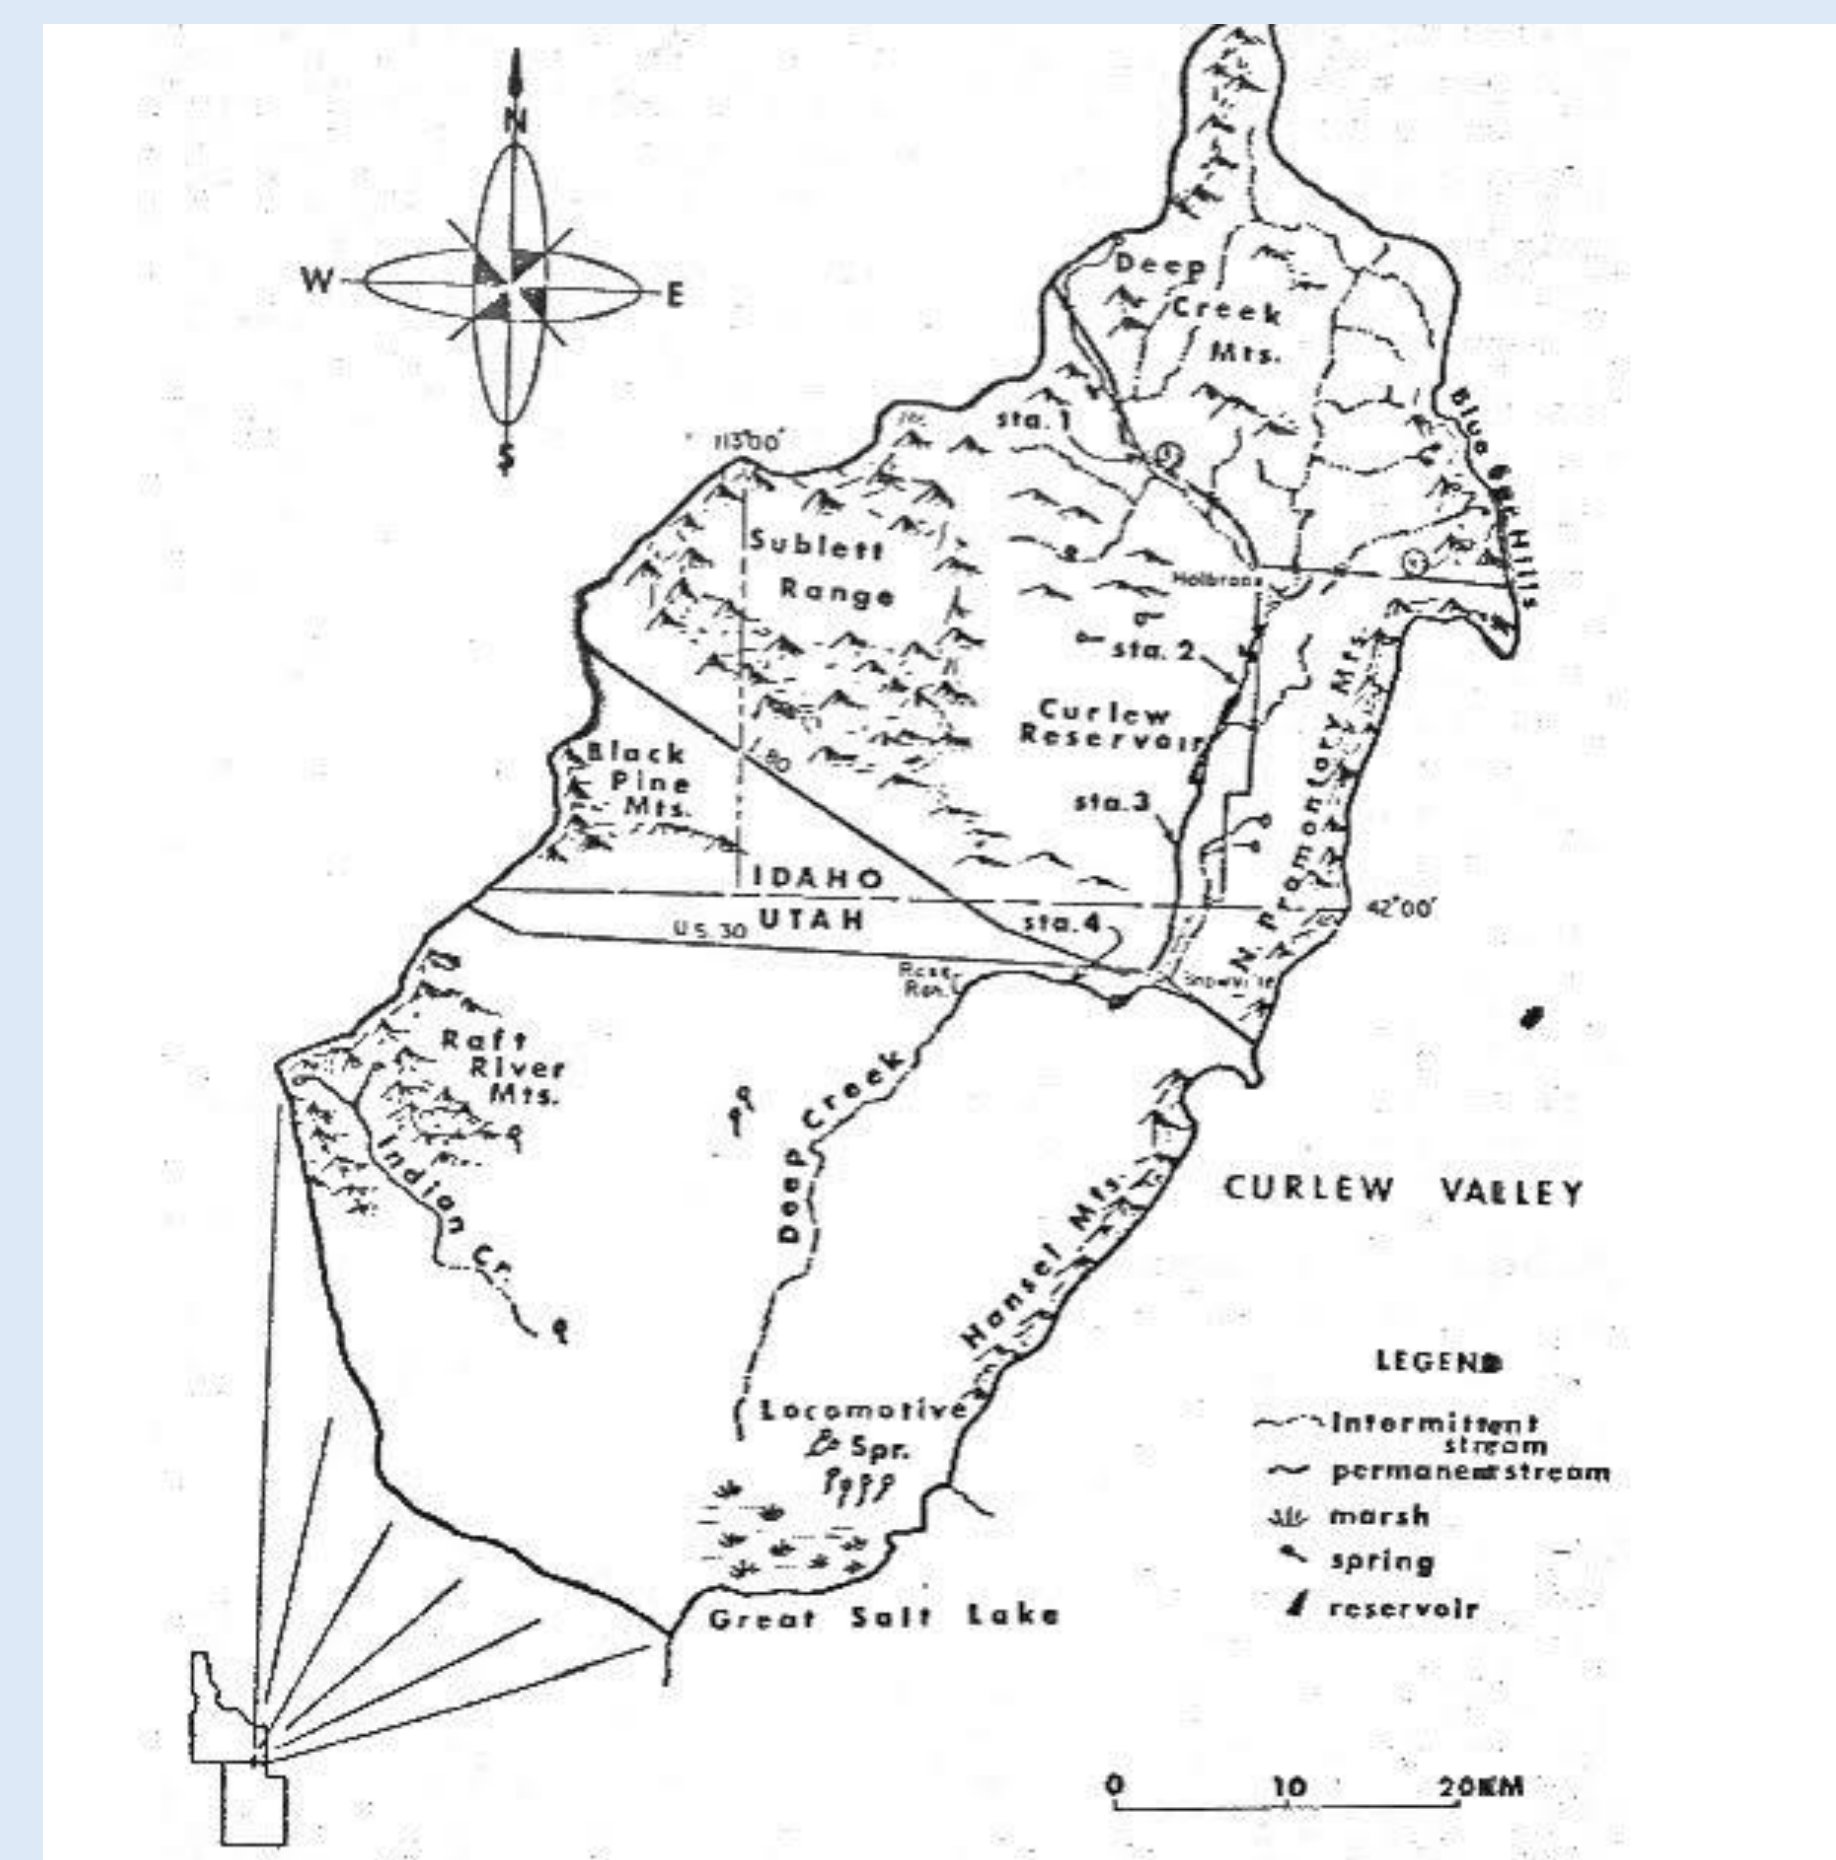 N
W
E
S
Deep
Creek
Mts.
sta. 1
113°00'
Blue
Hills
Sublett
Range
Holbrook
sta. 2
Curlew
Reservoir
Black
Pine
Mts.
I 80
sta. 3
N. Promontory Mts.
IDAHO
42°00'
UTAH
U.S. 30
sta. 4
Rose
Ran.
Snowville
Raft
River
Mts.
Deep Creek
Indian Cr.
CURLEW VALLEY
Hansel Mts.
LEGEND
Locomotive
Spr.
intermittent
stream
permanent stream
marsh
spring
reservoir
Great Salt Lake
0 10 20KM